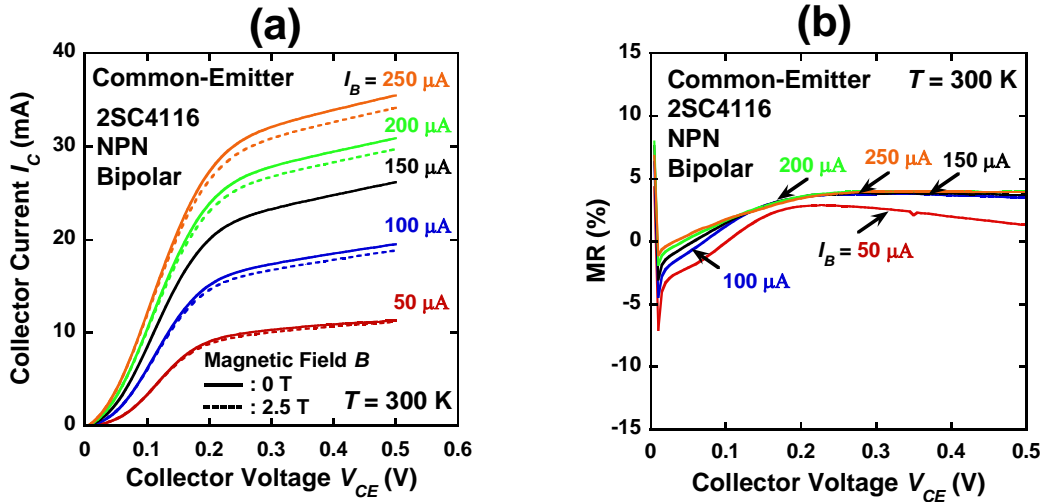 (a)
Collector Current I_C (mA)
40
30
20
10
0
Common-Emitter
2SC4116
NPN
Bipolar
I_B = 250 μA
200 μA
150 μA
100 μA
50 μA
Magnetic Field B
: 0 T
: 2.5 T
T = 300 K
0 0.1 0.2 0.3 0.4 0.5 0.6
Collector Voltage V_CE (V)
(b)
MR (%)
15
10
5
0
-5
-10
-15
Common-Emitter
T = 300 K
2SC4116
NPN
Bipolar
200 μA
250 μA
150 μA
I_B =
50 μA
100 μA
0 0.1 0.2 0.3 0.4 0.5
Collector Voltage V_CE (V)